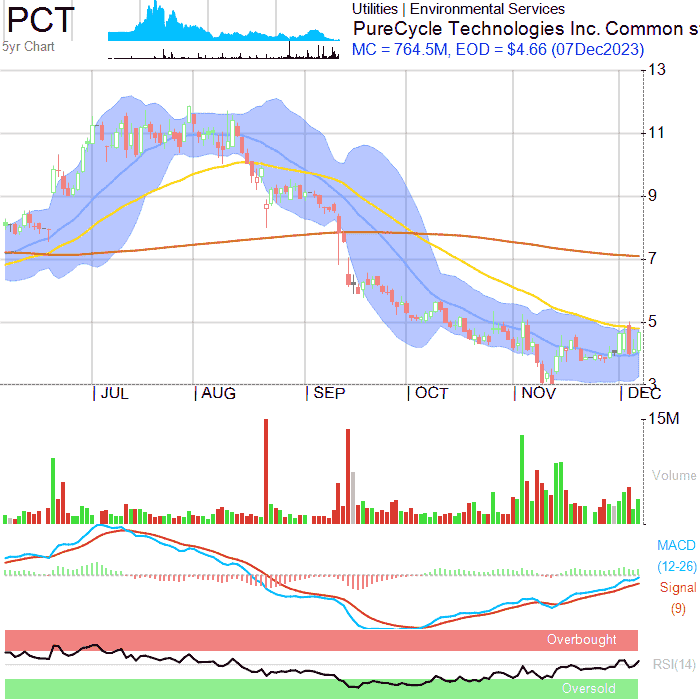 PCT
5yr Chart
Utilities | Environmental Services
PureCycle Technologies Inc. Common s
MC = 764.5M, EOD = $4.66 (07Dec2023)
13
11
9
7
5
3
JUL AUG SEP OCT NOV DEC
15M
Volume
MACD
(12-26)
Signal
(9)
Overbought
RSI(14)
Oversold